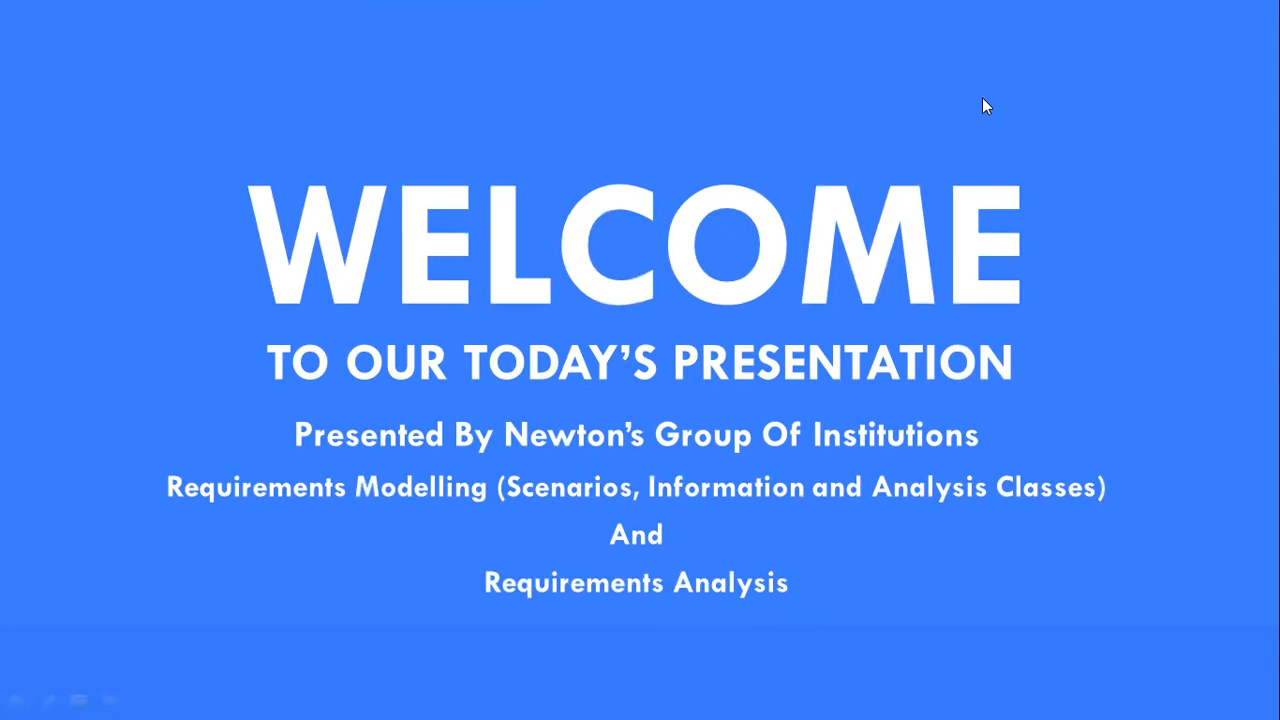 WELCOME
TO OUR TODAY’S PRESENTATION
Presented By Newton’s Group Of Institutions
Requirements Modelling (Scenarios, Information and Analysis Classes)
And
Requirements Analysis